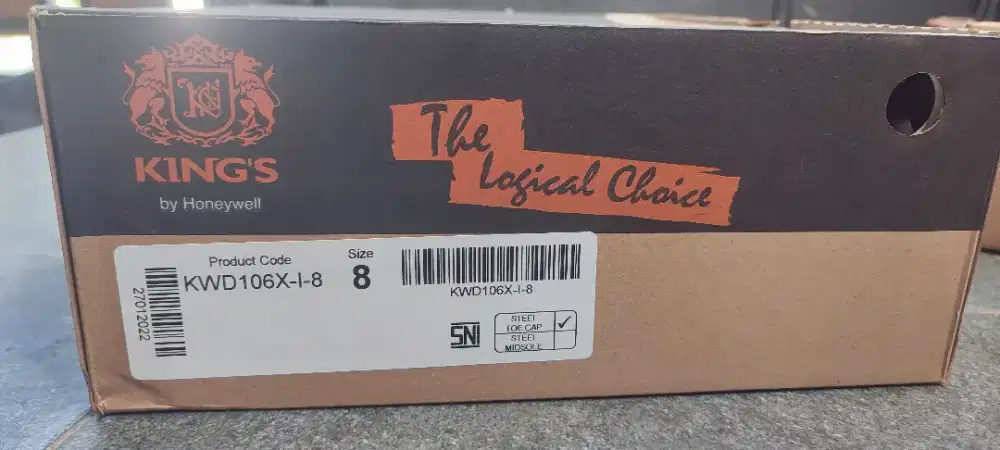 KING'S
by Honeywell
The
Logical Choice
Product Code
KWD106X-I-8
Size
8
KWD106X-I-8
27012022
SNI
STEEL
TOE CAP ✓
STEEL
MIDSOLE